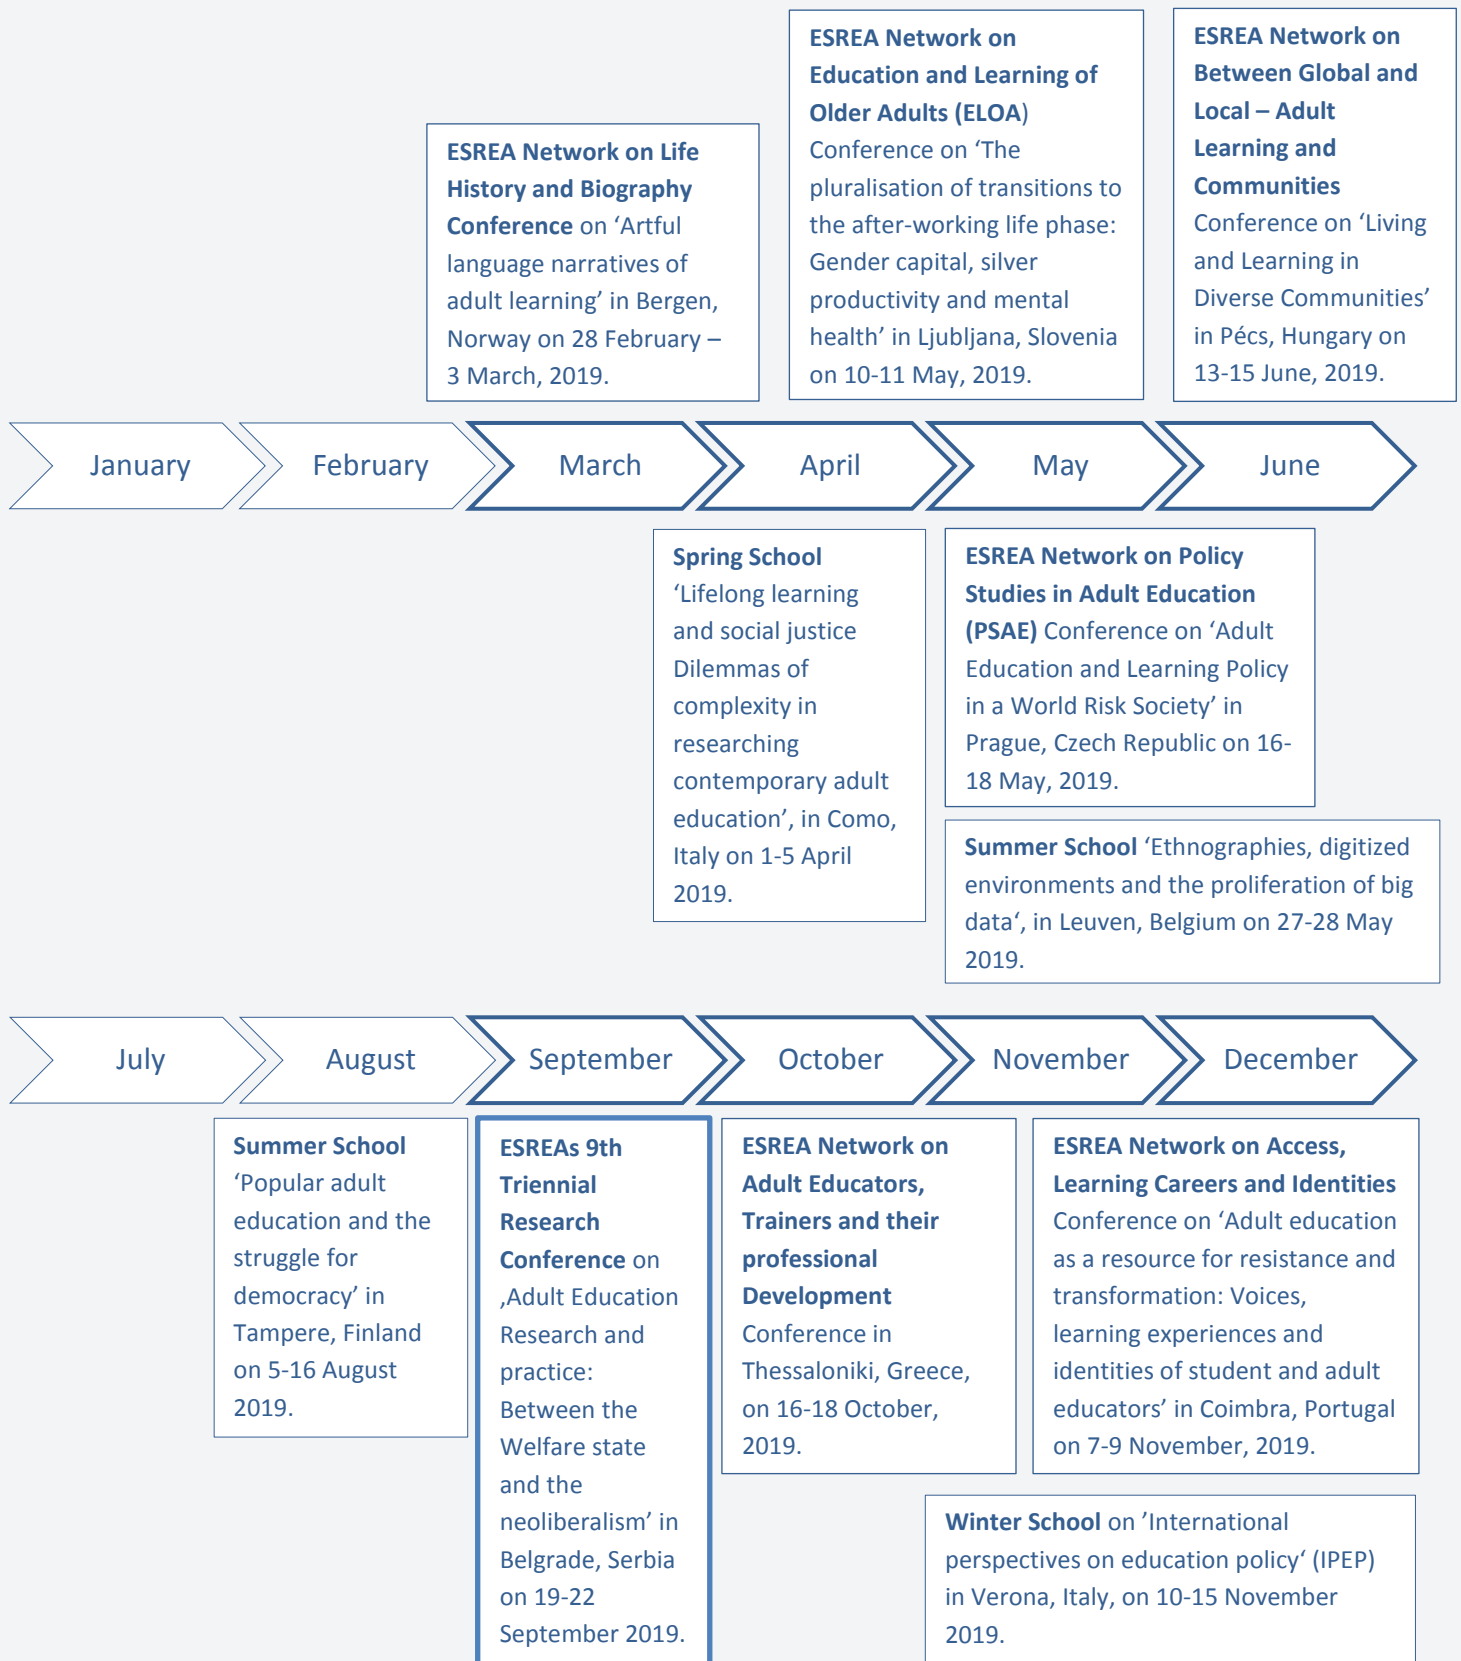 ESREA Network on Life
History and Biography
Conference on ‘Artful
language narratives of
adult learning’ in Bergen,
Norway on 28 February –
3 March, 2019.
ESREA Network on
Education and Learning of
Older Adults (ELOA)
Conference on ‘The
pluralisation of transitions to
the after-working life phase:
Gender capital, silver
productivity and mental
health’ in Ljubljana, Slovenia
on 10-11 May, 2019.
ESREA Network on
Between Global and
Local – Adult
Learning and
Communities
Conference on ‘Living
and Learning in
Diverse Communities’
in Pécs, Hungary on
13-15 June, 2019.
January
February
March
April
May
June
Spring School
‘Lifelong learning
and social justice
Dilemmas of
complexity in
researching
contemporary adult
education’, in Como,
Italy on 1-5 April
2019.
ESREA Network on Policy
Studies in Adult Education
(PSAE) Conference on ‘Adult
Education and Learning Policy
in a World Risk Society’ in
Prague, Czech Republic on 16-
18 May, 2019.
Summer School ‘Ethnographies, digitized
environments and the proliferation of big
data‘, in Leuven, Belgium on 27-28 May
2019.
July
August
September
October
November
December
Summer School
‘Popular adult
education and the
struggle for
democracy’ in
Tampere, Finland
on 5-16 August
2019.
ESREAs 9th
Triennial
Research
Conference on
‚Adult Education
Research and
practice:
Between the
Welfare state
and the
neoliberalism’ in
Belgrade, Serbia
on 19-22
September 2019.
ESREA Network on
Adult Educators,
Trainers and their
professional
Development
Conference in
Thessaloniki, Greece,
on 16-18 October,
2019.
ESREA Network on Access,
Learning Careers and Identities
Conference on ‘Adult education
as a resource for resistance and
transformation: Voices,
learning experiences and
identities of student and adult
educators’ in Coimbra, Portugal
on 7-9 November, 2019.
Winter School on ’International
perspectives on education policy‘ (IPEP)
in Verona, Italy, on 10-15 November
2019.